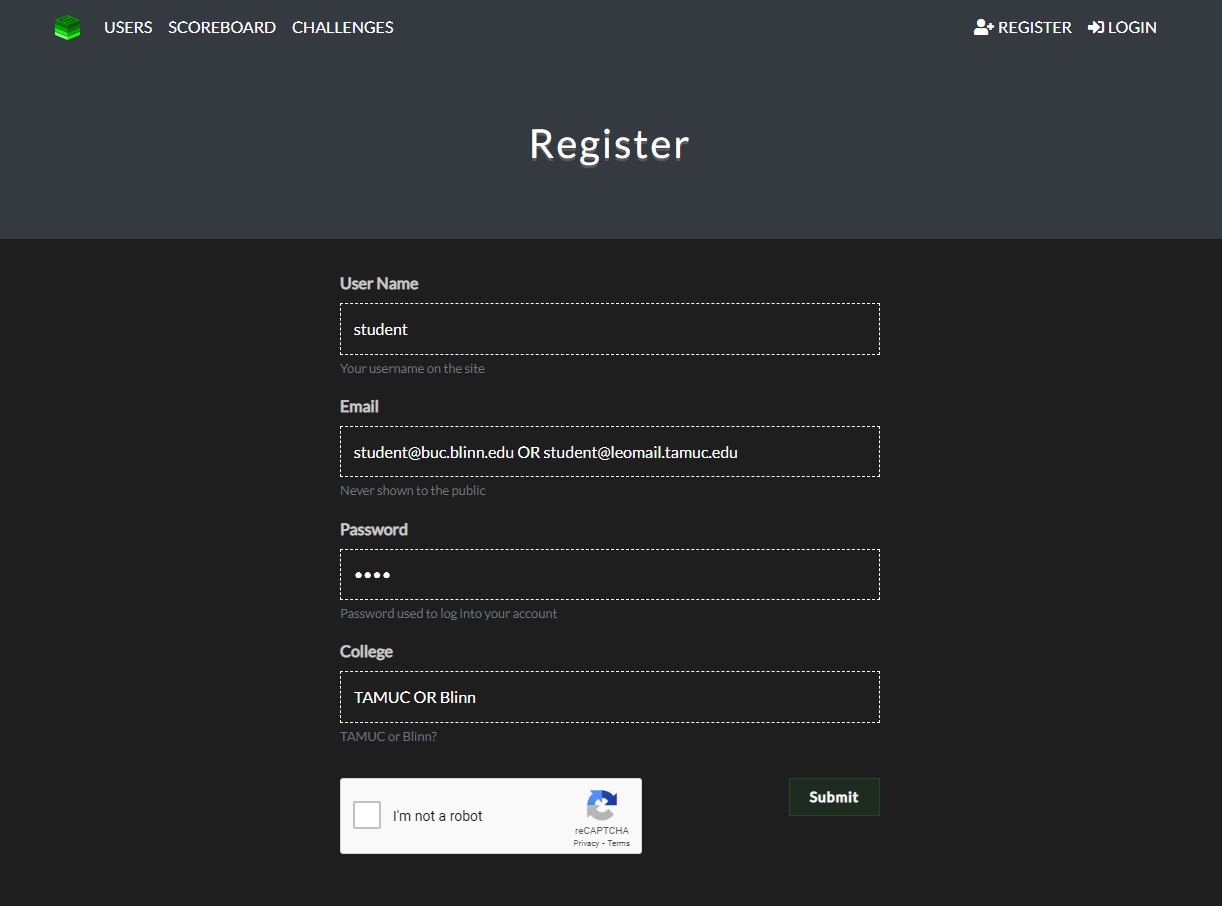 USERS SCOREBOARD CHALLENGES REGISTER LOGIN
Register
User Name
student
Your username on the site
Email
student@buc.blinn.edu OR student@leomail.tamuc.edu
Never shown to the public
Password
••••
Password used to log into your account
College
TAMUC OR Blinn
TAMUC or Blinn?
I'm not a robot
reCAPTCHA
Privacy - Terms
Submit